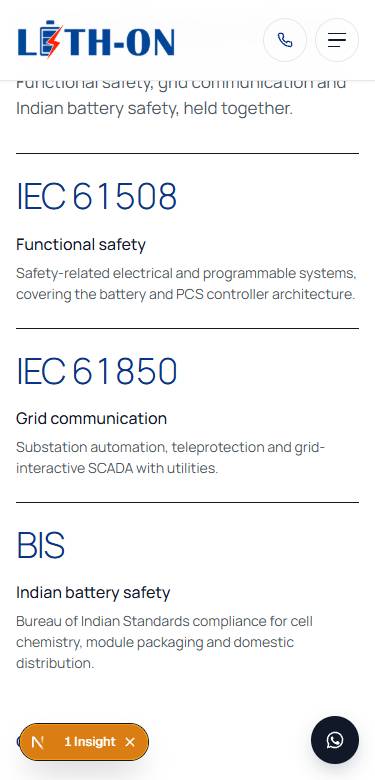 LITH-ON
Functional safety, grid communication and
Indian battery safety, held together.
IEC 61508
Functional safety
Safety-related electrical and programmable systems,
covering the battery and PCS controller architecture.
IEC 61850
Grid communication
Substation automation, teleprotection and grid-
interactive SCADA with utilities.
BIS
Indian battery safety
Bureau of Indian Standards compliance for cell
chemistry, module packaging and domestic
distribution.
N 1 Insight